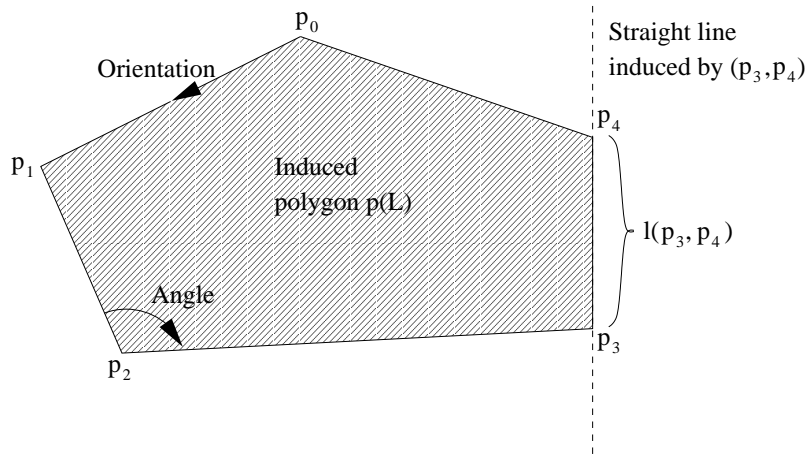 p₀
Straight line
induced by (p₃,p₄)
Orientation
p₄
p₁
Induced
polygon p(L)
l(p₃, p₄)
Angle
p₃
p₂